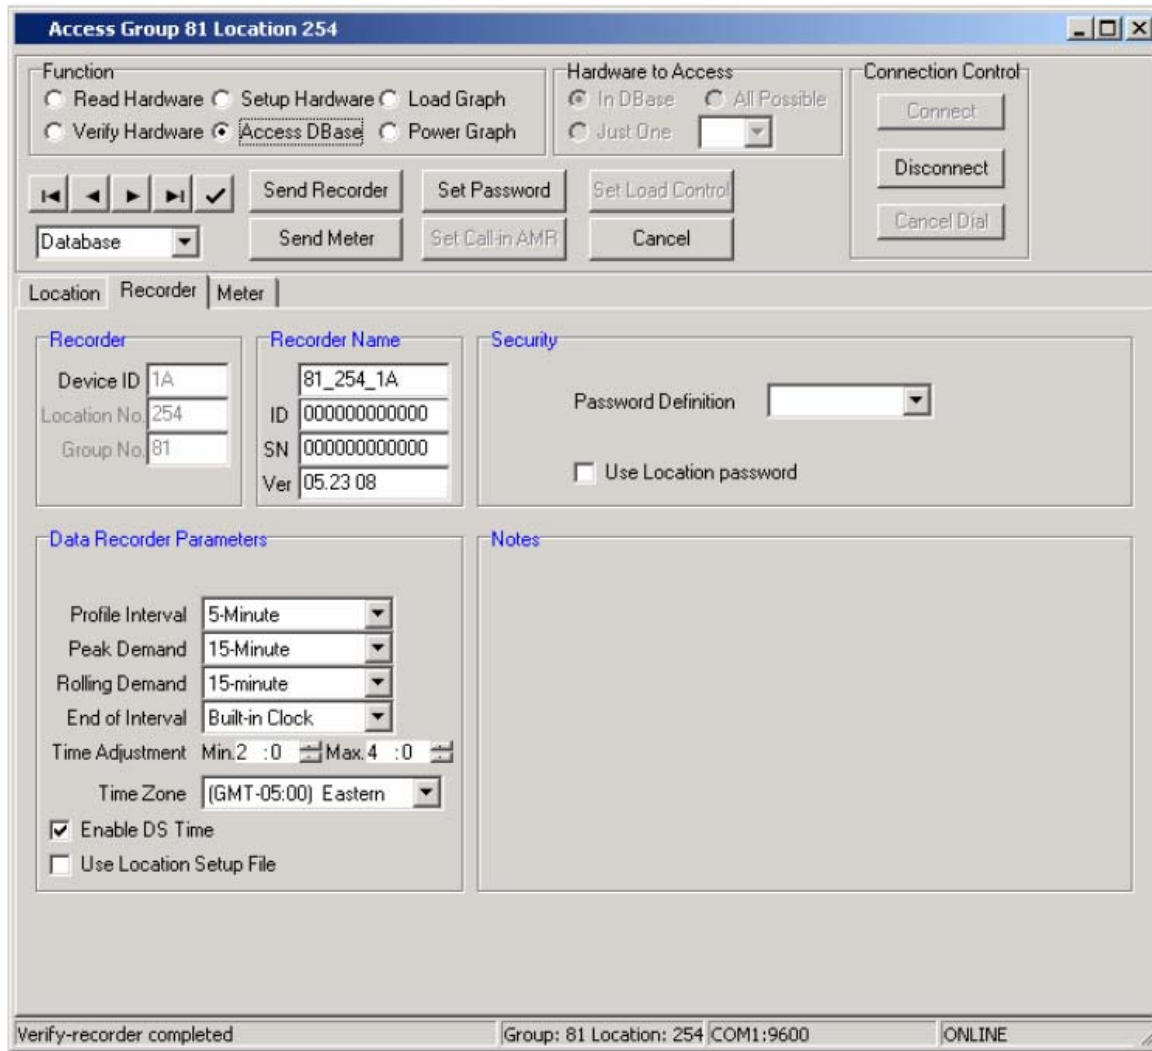 Access Group 81 Location 254
Function
Read Hardware Setup Hardware Load Graph
Verify Hardware Access DBase Power Graph
Hardware to Access
In DBase All Possible
Just One
Connection Control
Connect
Disconnect
Cancel Dial
Send Recorder Set Password Set Load Control
Database Send Meter Set Call-in AMR Cancel
Location Recorder Meter
Recorder
Device ID 1A
Location No. 254
Group No. 81
Recorder Name
81_254_1A
ID 000000000000
SN 000000000000
Ver 05.23 08
Security
Password Definition
Use Location password
Data Recorder Parameters
Profile Interval 5-Minute
Peak Demand 15-Minute
Rolling Demand 15-minute
End of Interval Built-in Clock
Time Adjustment Min. 2 :0 Max. 4 :0
Time Zone (GMT-05:00) Eastern
Enable DS Time
Use Location Setup File
Notes
Verify-recorder completed Group: 81 Location: 254 COM1:9600 ONLINE